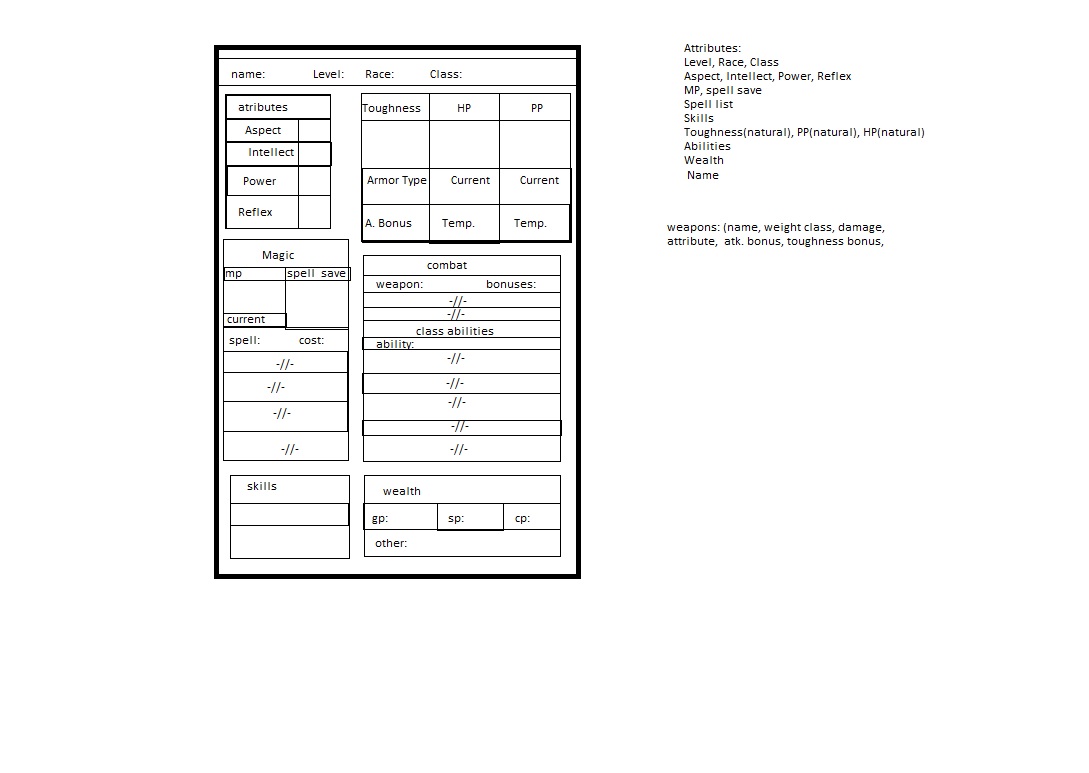 name: Level: Race: Class:
atributes
Aspect
Intellect
Power
Reflex
Toughness HP PP
Armor Type Current Current
A. Bonus Temp. Temp.
Magic
mp spell save
current
spell: cost:
-//-
-//-
-//-
-//-
combat
weapon: bonuses:
-//-
-//-
class abilities
ability:
-//-
-//-
-//-
-//-
-//-
skills
wealth
gp: sp: cp:
other:
Attributes:
Level, Race, Class
Aspect, Intellect, Power, Reflex
MP, spell save
Spell list
Skills
Toughness(natural), PP(natural), HP(natural)
Abilities
Wealth
Name
weapons: (name, weight class, damage,
attribute, atk. bonus, toughness bonus,